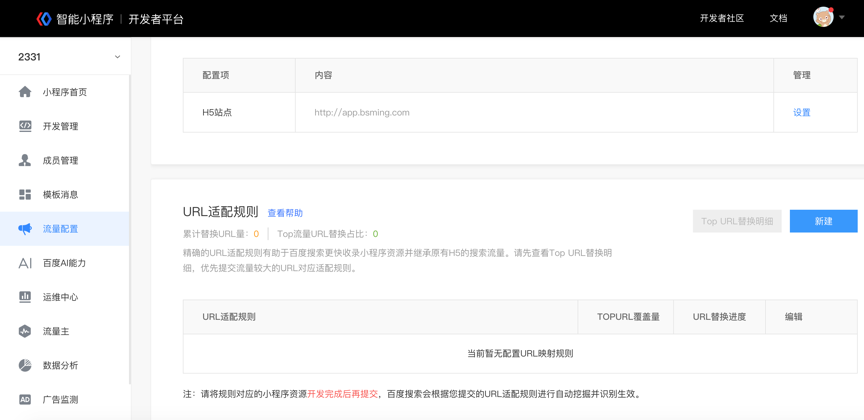 智能小程序 | 开发者平台
开发者社区
文档
2331
小程序首页
开发管理
成员管理
模板消息
流量配置
百度AI能力
运维中心
流量主
数据分析
广告监测
配置项 内容 管理
H5站点 http://app.bsming.com 设置
URL适配规则 查看帮助
累计替换URL量：0 | Top流量URL替换占比：0
Top URL替换明细 新建
精确的URL适配规则有助于百度搜索更快收录小程序资源并继承原有H5的搜索流量。请先查看Top URL替换明
细，优先提交流量较大的URL对应适配规则。
URL适配规则 TOPURL覆盖量 URL替换进度 编辑
当前暂无配置URL映射规则
注：请将规则对应的小程序资源开发完成后再提交，百度搜索会根据您提交的URL适配规则进行自动挖掘并识别生效。